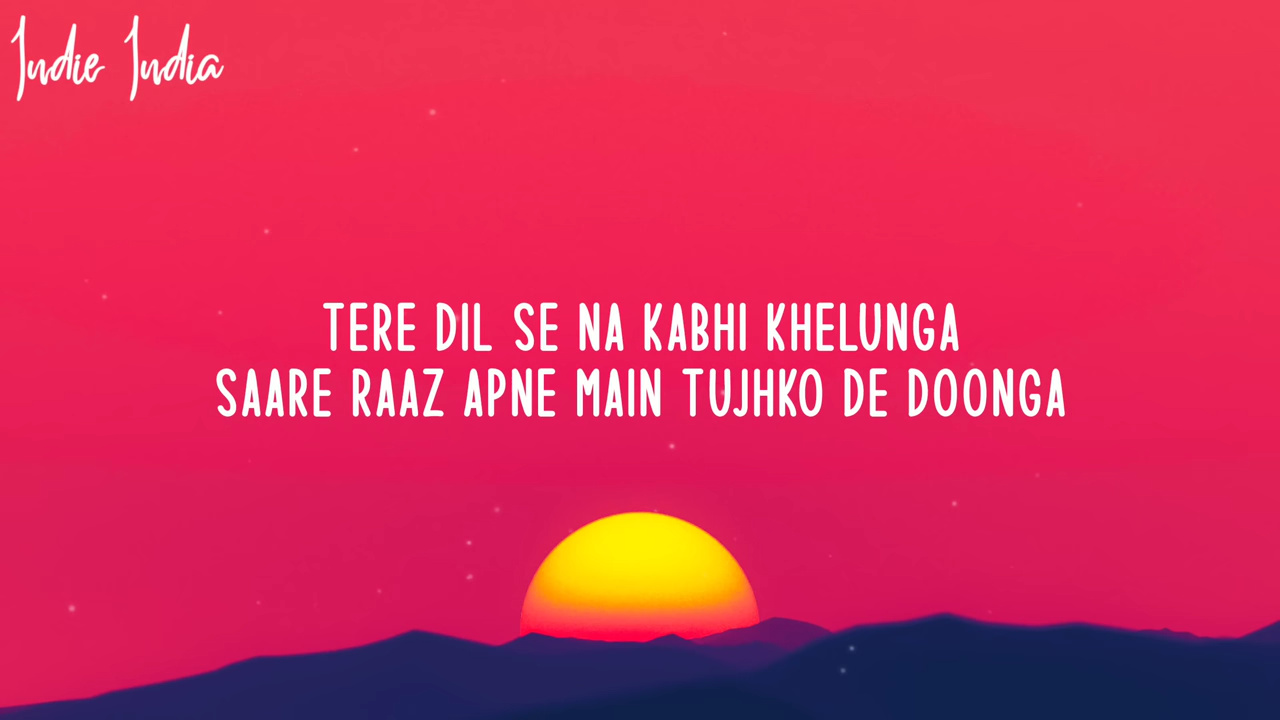 Indie India
TERE DIL SE NA KABHI KHELUNGA
SAARE RAAZ APNE MAIN TUJHKO DE DOONGA